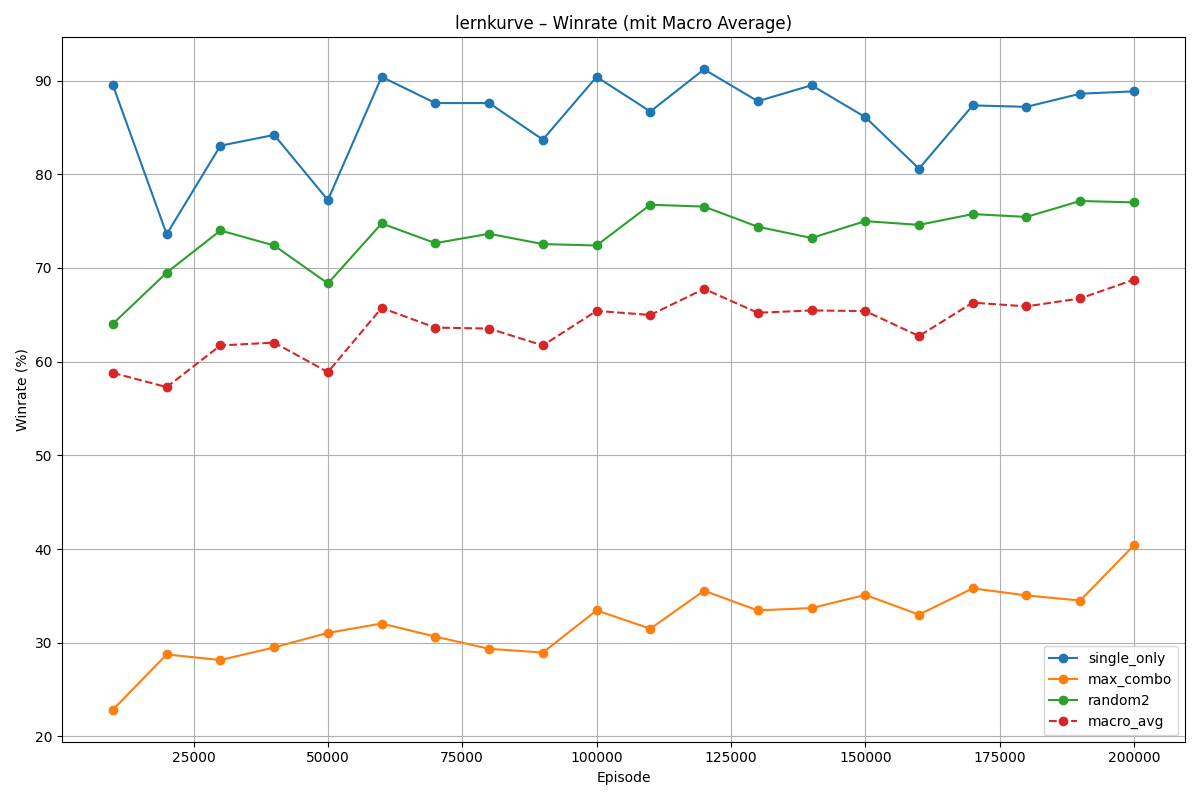 lernkurve – Winrate (mit Macro Average)
Winrate (%)
90
80
70
60
50
40
30
20
25000 50000 75000 100000 125000 150000 175000 200000
Episode
single_only
max_combo
random2
macro_avg